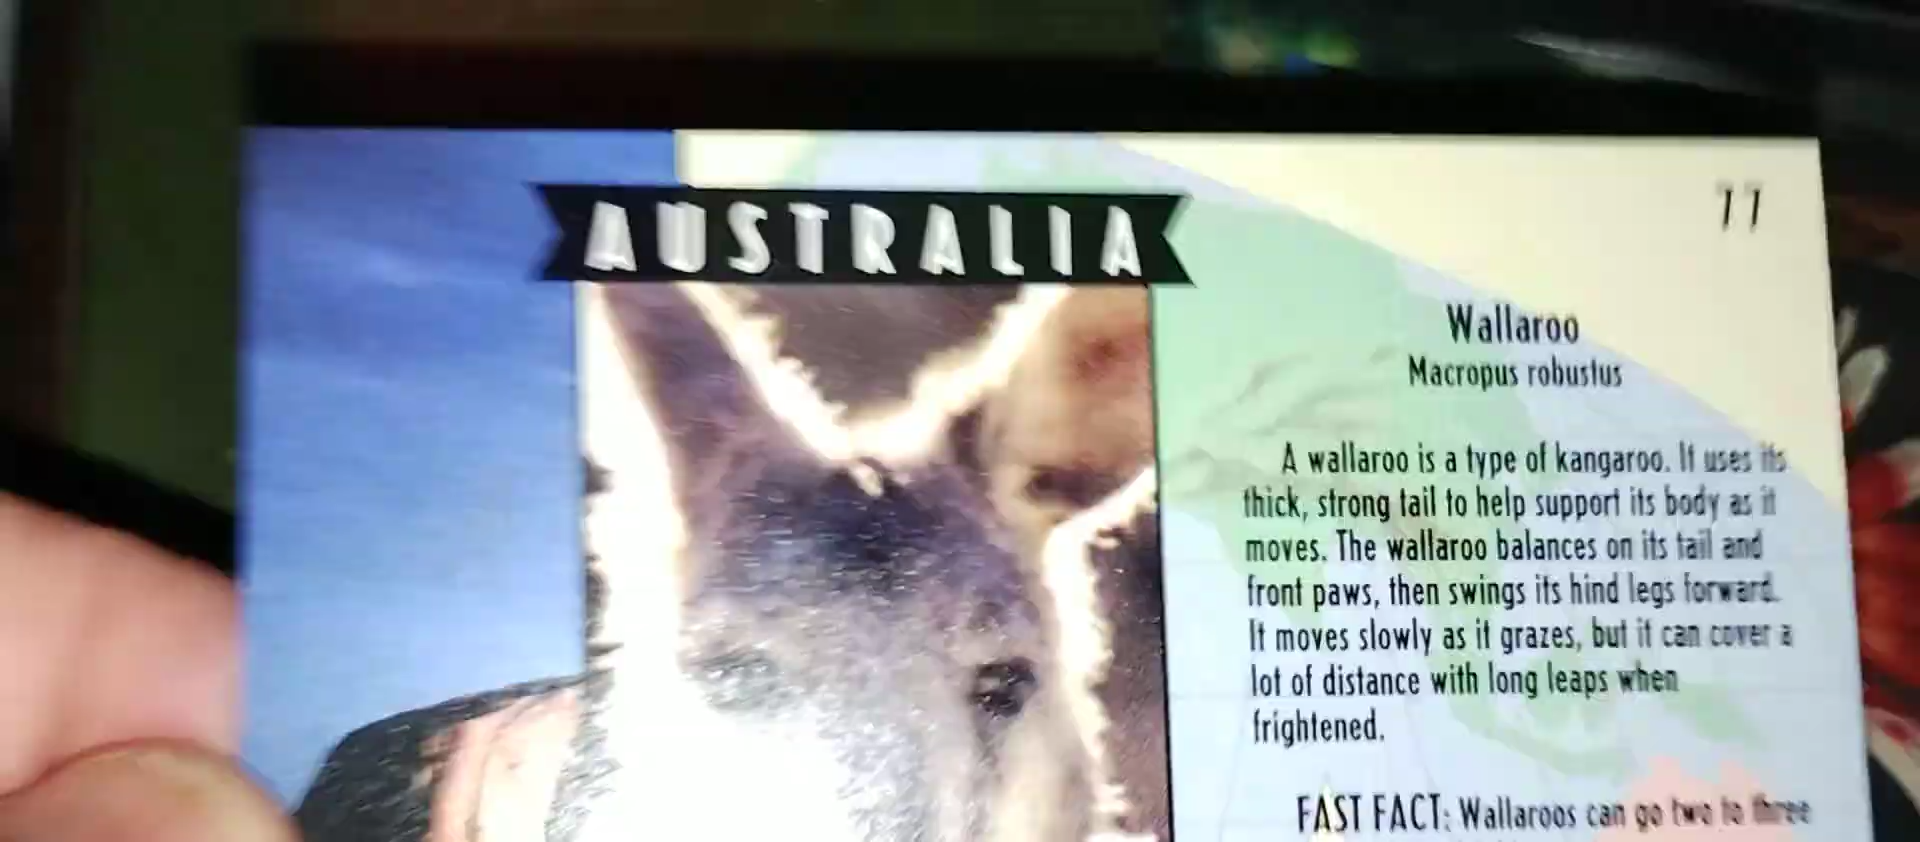 AUSTRALIA
77
Wallaroo
Macropus robustus
A wallaroo is a type of kangaroo. It uses its
thick, strong tail to help support its body as it
moves. The wallaroo balances on its tail and
front paws, then swings its hind legs forward.
It moves slowly as it grazes, but it can cover a
lot of distance with long leaps when
frightened.
FAST FACT: Wallaroos can go two to three